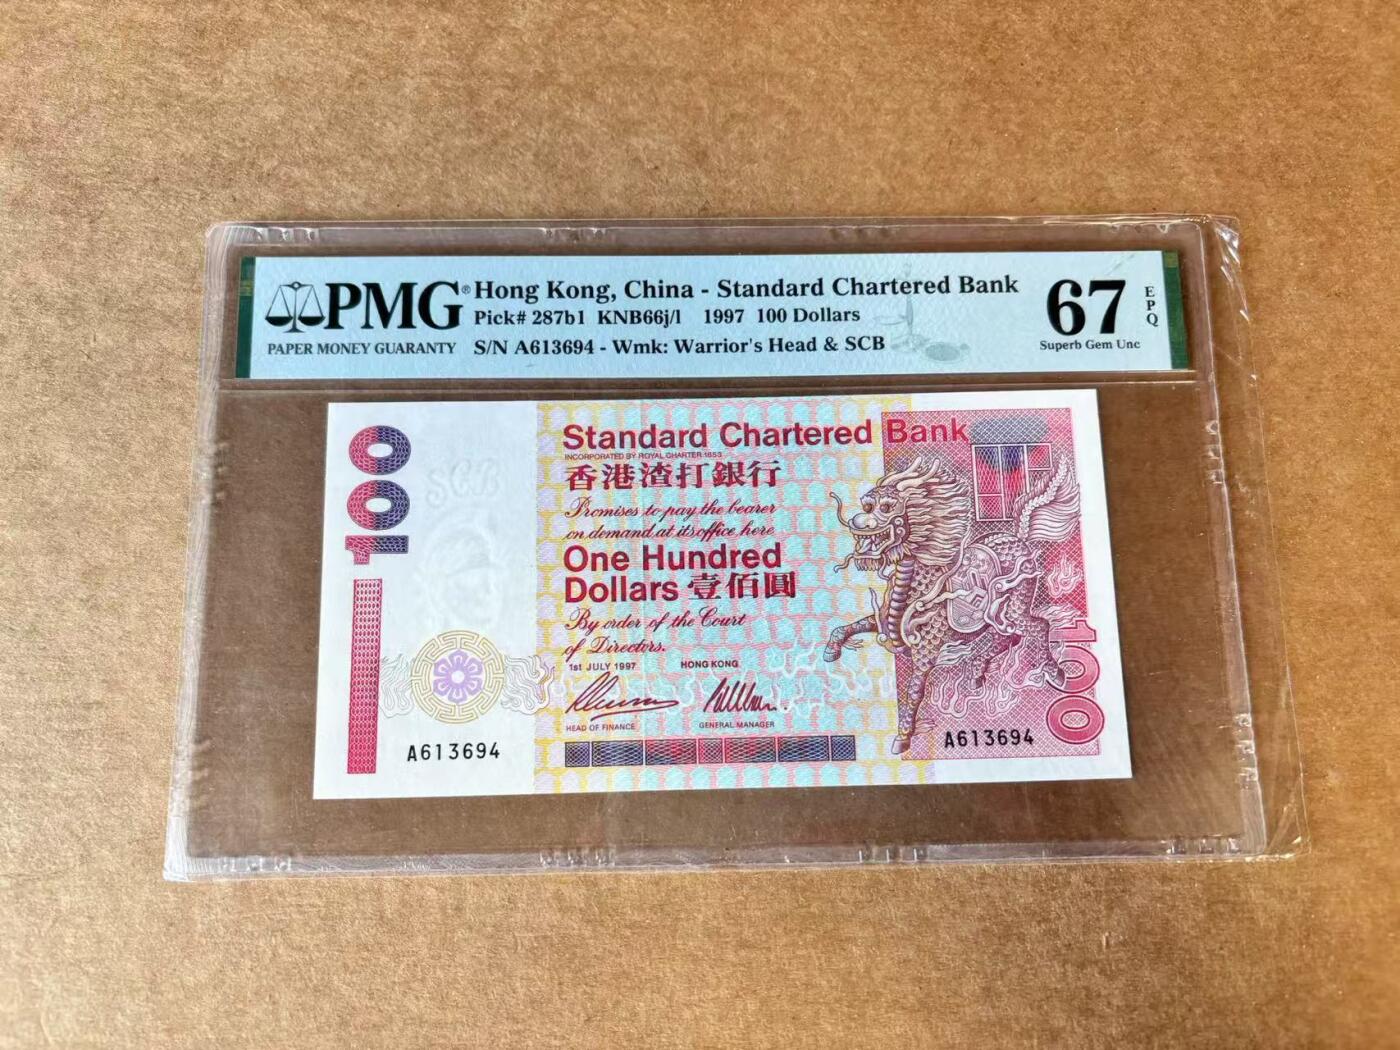 PMG®
PAPER MONEY GUARANTY
Hong Kong, China - Standard Chartered Bank
Pick# 287b1 KNB66j/l 1997 100 Dollars
S/N A613694 - Wmk: Warrior's Head & SCB
67
EPQ
Superb Gem Unc
100
SCB
Standard Chartered Bank
INCORPORATED BY ROYAL CHARTER 1853
香港渣打銀行
Promises to pay the bearer
on demand at its office here
One Hundred
Dollars 壹佰圓
By order of the Court
of Directors.
1st JULY 1997 HONG KONG
HEAD OF FINANCE GENERAL MANAGER
A613694
A613694
100